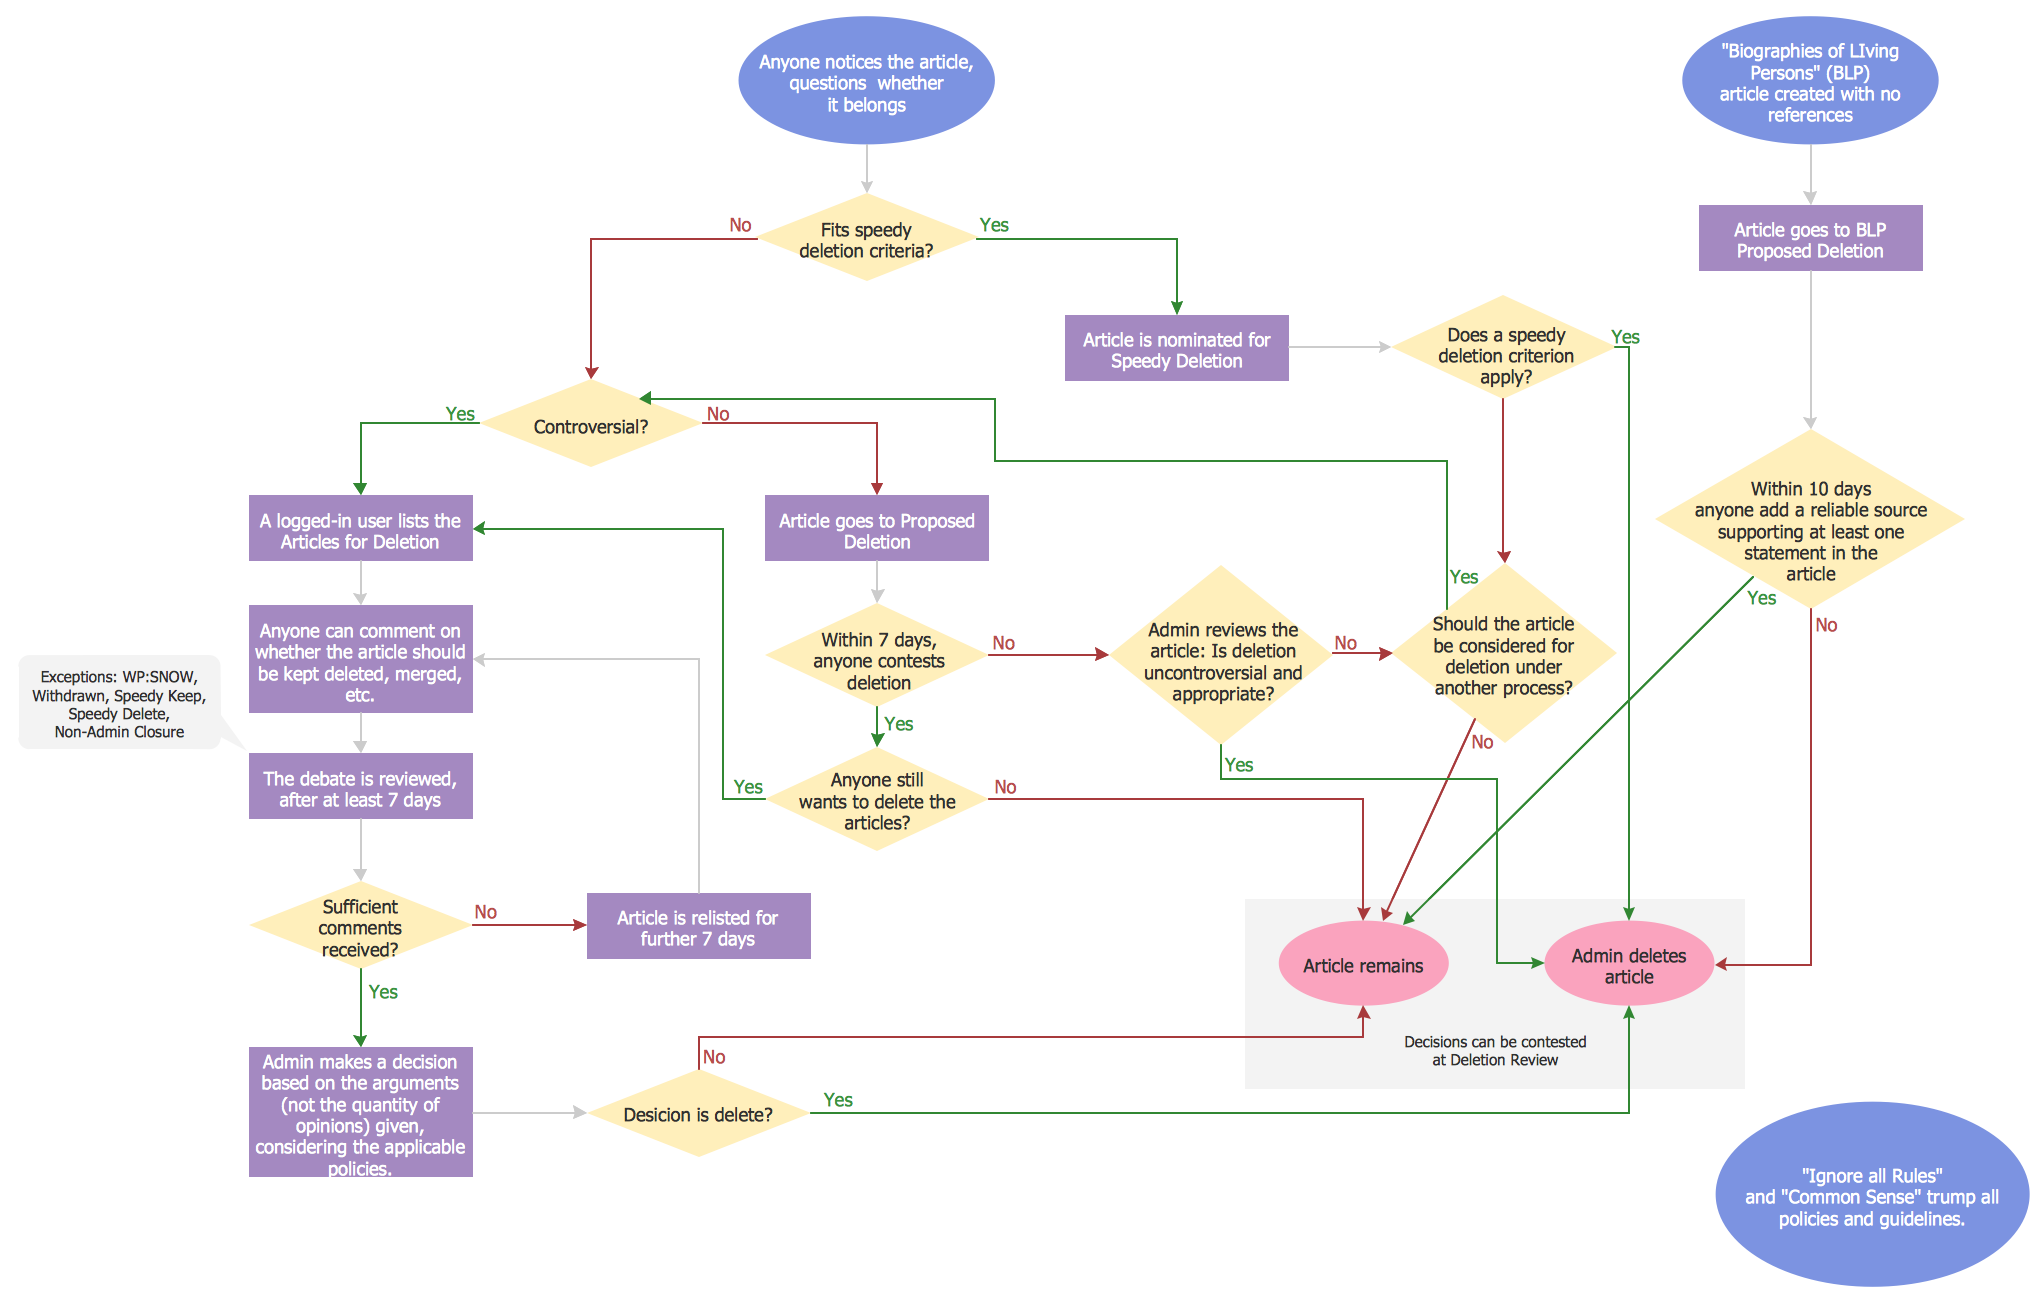 Anyone notices the article,
questions  whether
it belongs
"Biographies of LIving
Persons" (BLP)
article created with no
references
No
Fits speedy
deletion criteria?
Yes
Article goes to BLP
Proposed Deletion
Article is nominated for
Speedy Deletion
Does a speedy
deletion criterion
apply?
Yes
Yes
Controversial?
No
A logged-in user lists the
Articles for Deletion
Article goes to Proposed
Deletion
Within 10 days
anyone add a reliable source
supporting at least one
statement in the
article
Yes
No
Anyone can comment on
whether the article should
be kept deleted, merged,
etc.
Within 7 days,
anyone contests
deletion
No
Yes
Admin reviews the
article: Is deletion
uncontroversial and
appropriate?
No
Yes
Yes
Should the article
be considered for
deletion under
another process?
No
Exceptions: WP:SNOW,
Withdrawn, Speedy Keep,
Speedy Delete,
Non-Admin Closure
The debate is reviewed,
after at least 7 days
Yes
Anyone still
wants to delete the
articles?
No
Sufficient
comments
received?
No
Yes
Article is relisted for
further 7 days
Article remains
Admin deletes
article
Decisions can be contested
at Deletion Review
Admin makes a decision
based on the arguments
(not the quantity of
opinions) given,
considering the applicable
policies.
No
Desicion is delete?
Yes
"Ignore all Rules"
and "Common Sense" trump all
policies and guidelines.